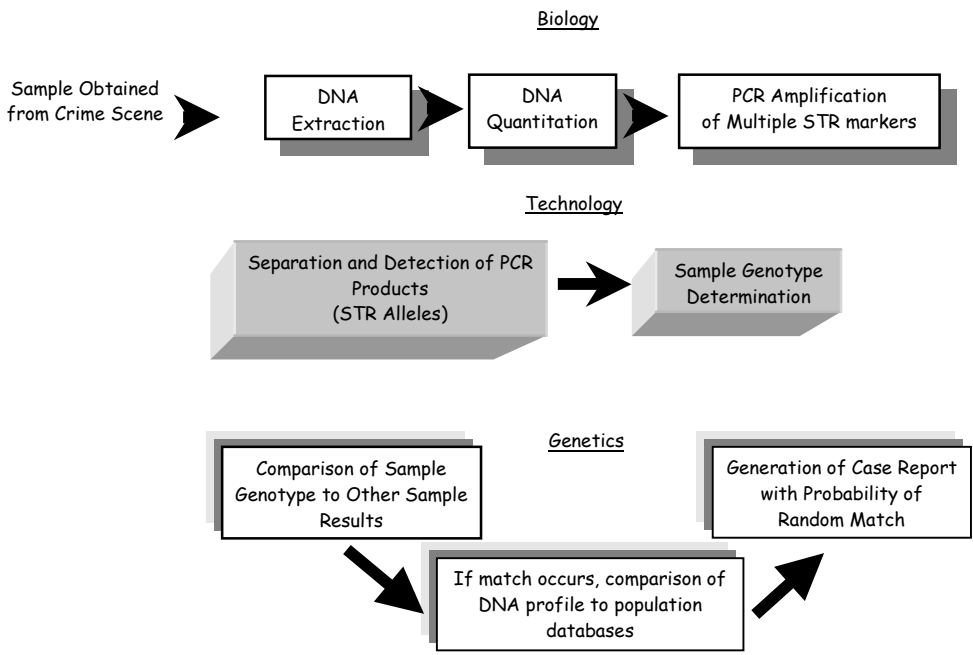 Biology
Sample Obtained
from Crime Scene
DNA
Extraction
DNA
Quantitation
PCR Amplification
of Multiple STR markers
Technology
Separation and Detection of PCR
Products
(STR Alleles)
Sample Genotype
Determination
Genetics
Comparison of Sample
Genotype to Other Sample
Results
If match occurs, comparison of
DNA profile to population
databases
Generation of Case Report
with Probability of
Random Match